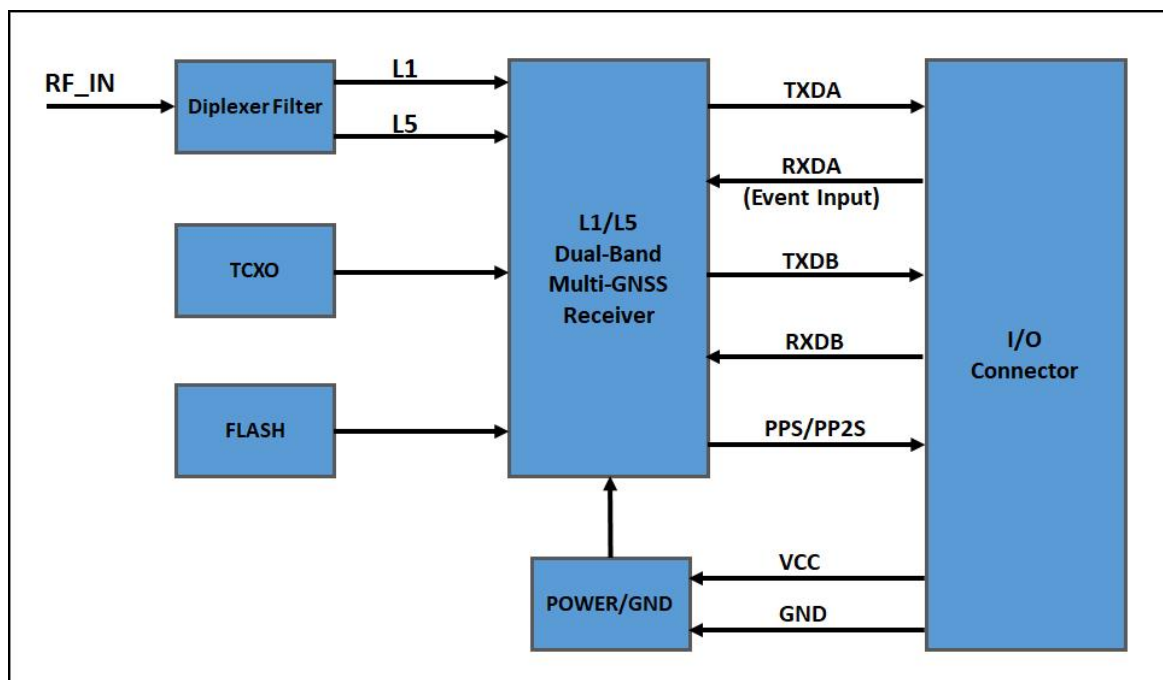 RF_IN
Diplexer Filter
L1
L5
TCXO
FLASH
L1/L5
Dual-Band
Multi-GNSS
Receiver
TXDA
RXDA
(Event Input)
TXDB
RXDB
PPS/PP2S
I/O
Connector
POWER/GND
VCC
GND